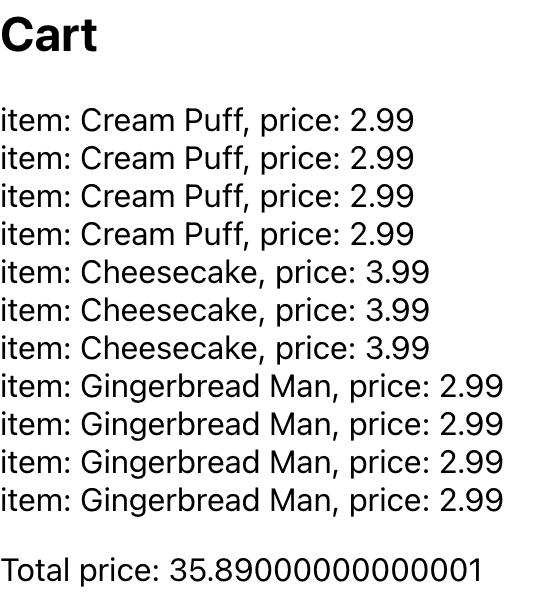 Cart
item: Cream Puff, price: 2.99
item: Cream Puff, price: 2.99
item: Cream Puff, price: 2.99
item: Cream Puff, price: 2.99
item: Cheesecake, price: 3.99
item: Cheesecake, price: 3.99
item: Cheesecake, price: 3.99
item: Gingerbread Man, price: 2.99
item: Gingerbread Man, price: 2.99
item: Gingerbread Man, price: 2.99
item: Gingerbread Man, price: 2.99
Total price: 35.89000000000001